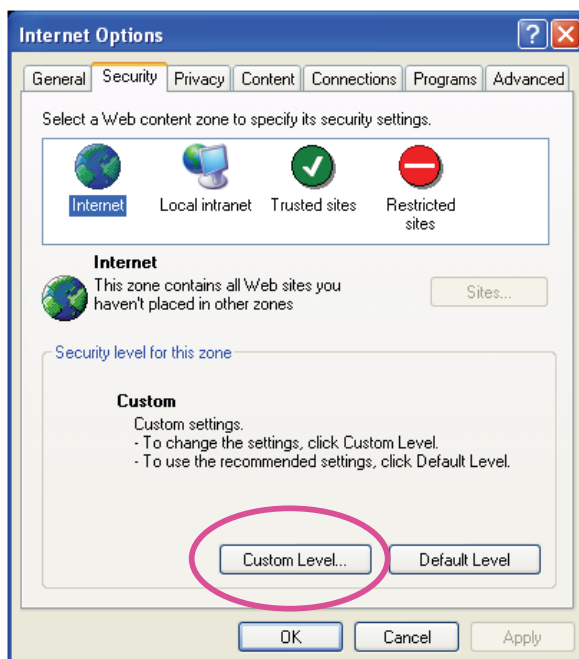 Internet Options
General Security Privacy Content Connections Programs Advanced
Select a Web content zone to specify its security settings.
Internet Local intranet Trusted sites Restricted sites
Internet
This zone contains all Web sites you
haven't placed in other zones
Sites...
Security level for this zone
Custom
Custom settings.
- To change the settings, click Custom Level.
- To use the recommended settings, click Default Level.
Custom Level... Default Level
OK Cancel Apply